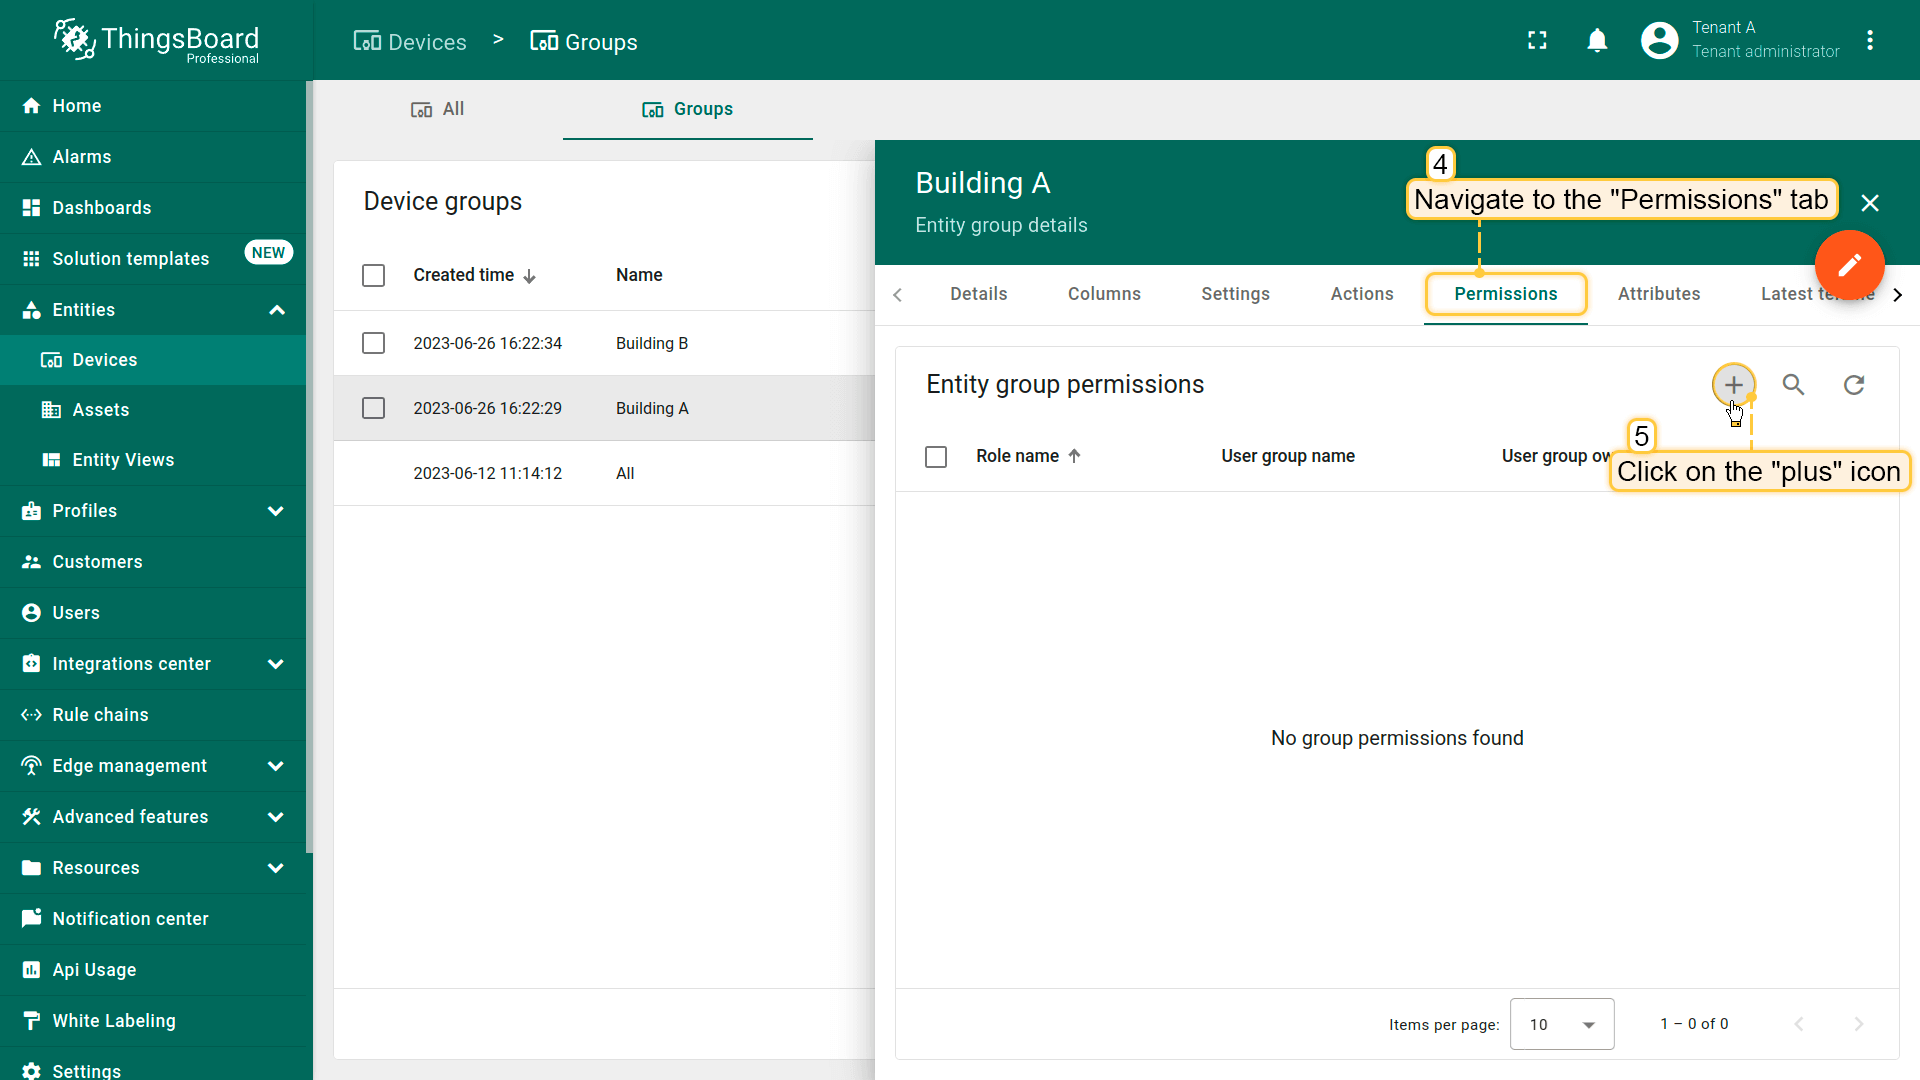 ThingsBoard
Professional
Devices > Groups
Tenant A
Tenant administrator
Home
Alarms
Dashboards
Solution templates NEW
Entities
Devices
Assets
Entity Views
Profiles
Customers
Users
Integrations center
Rule chains
Edge management
Advanced features
Resources
Notification center
Api Usage
White Labeling
Settings
All Groups
Device groups
Created time Name
2023-06-26 16:22:34 Building B
2023-06-26 16:22:29 Building A
2023-06-12 11:14:12 All
Building A
Entity group details
4
Navigate to the "Permissions" tab
Details Columns Settings Actions Permissions Attributes Latest
Entity group permissions
5
Click on the "plus" icon
Role name User group name User group
No group permissions found
Items per page: 10 1 – 0 of 0